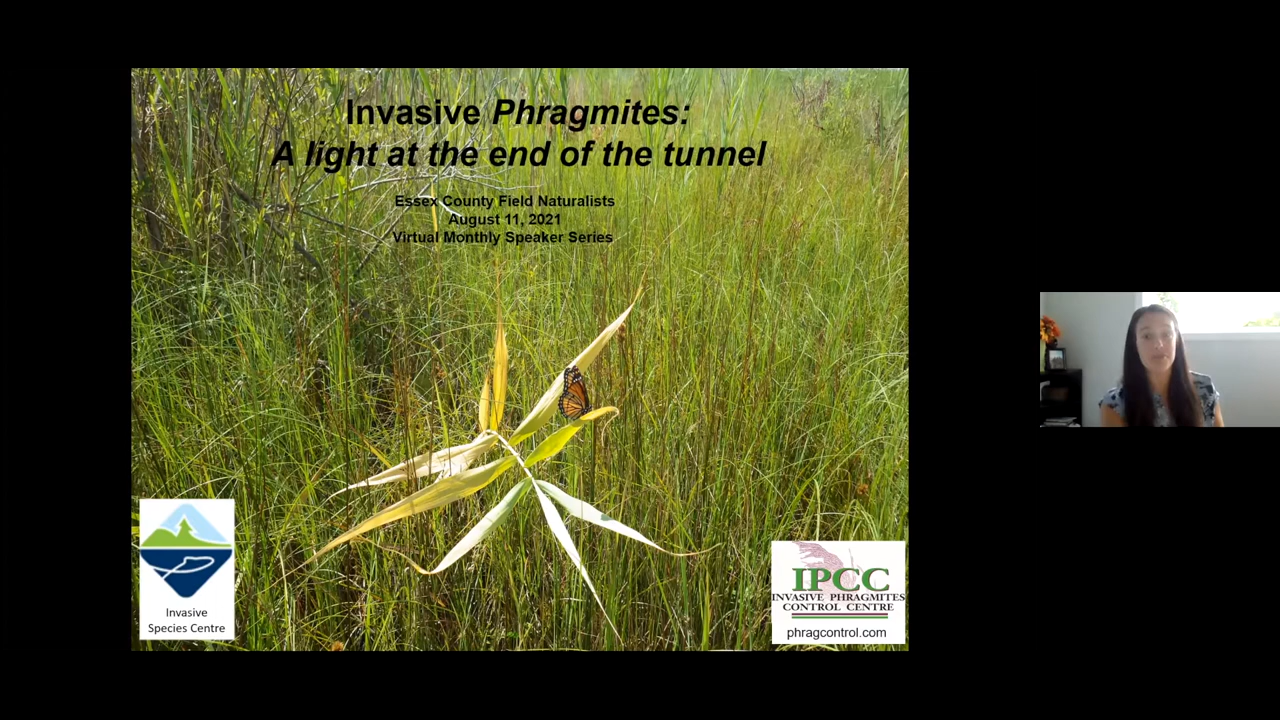 Invasive Phragmites:
A light at the end of the tunnel
Essex County Field Naturalists
August 11, 2021
Virtual Monthly Speaker Series
Invasive
Species Centre
IPCC
INVASIVE PHRAGMITES
CONTROL CENTRE
phragcontrol.com